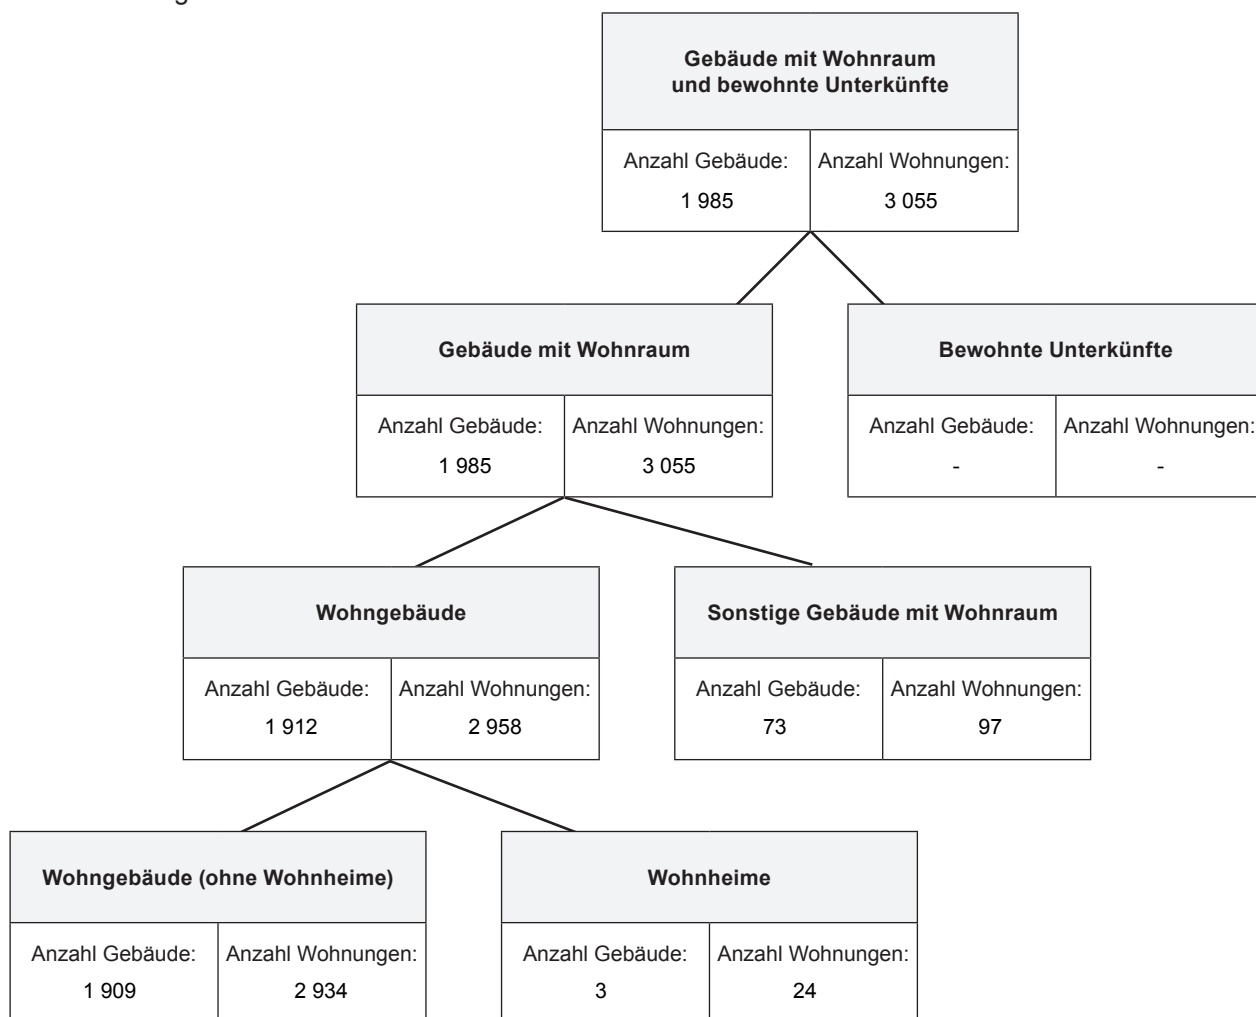 Gebäude mit Wohnraum
und bewohnte Unterkünfte
Anzahl Gebäude: Anzahl Wohnungen:
1 985 3 055
Gebäude mit Wohnraum Bewohnte Unterkünfte
Anzahl Gebäude: Anzahl Wohnungen: Anzahl Gebäude: Anzahl Wohnungen:
1 985 3 055 - -
Wohngebäude Sonstige Gebäude mit Wohnraum
Anzahl Gebäude: Anzahl Wohnungen: Anzahl Gebäude: Anzahl Wohnungen:
1 912 2 958 73 97
Wohngebäude (ohne Wohnheime) Wohnheime
Anzahl Gebäude: Anzahl Wohnungen: Anzahl Gebäude: Anzahl Wohnungen:
1 909 2 934 3 24